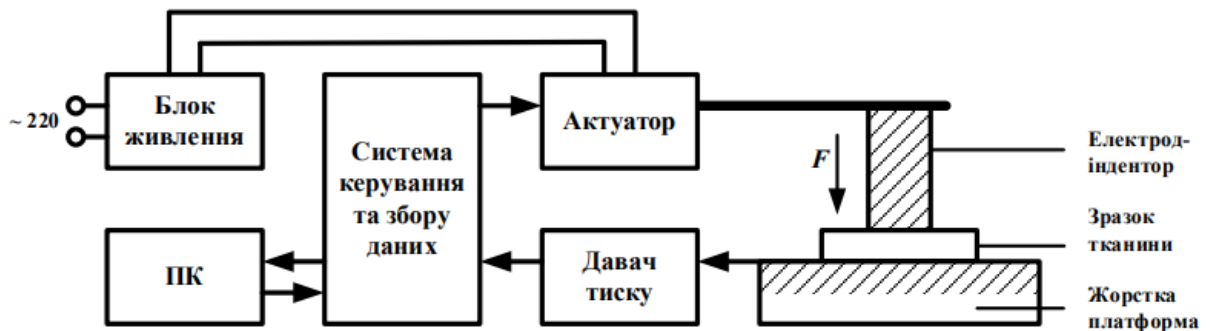 ~ 220
Блок
живлення
Система
керування
та збору
даних
Актуатор
F
Електрод-
індентор
Зразок
тканини
ПК
Давач
тиску
Жорстка
платформа